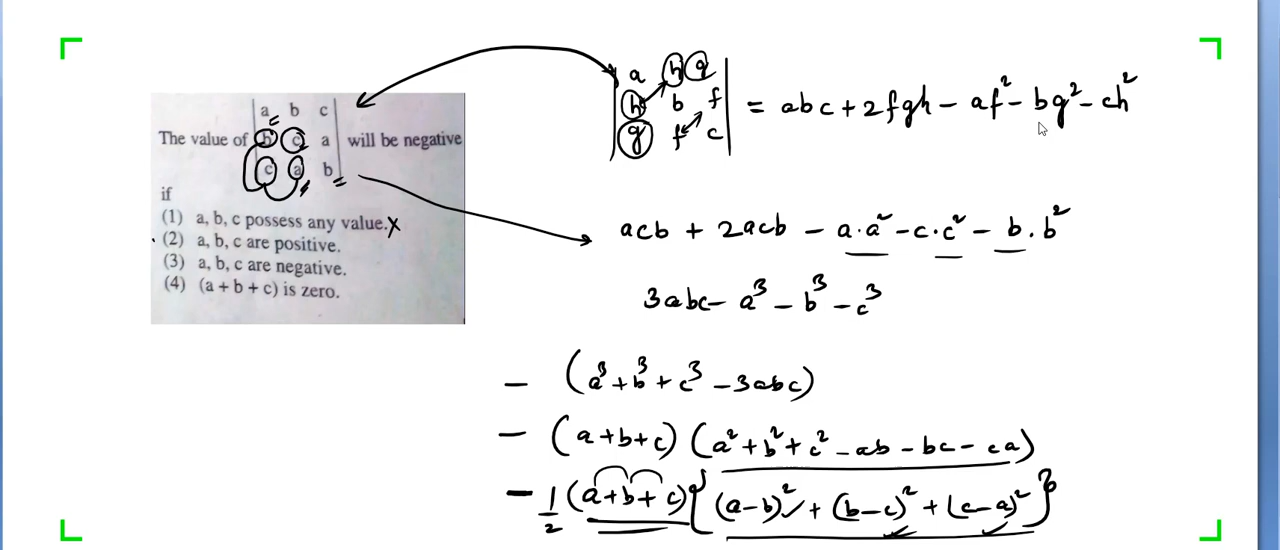 | a b c |
The value of | b c a | will be negative
| c a b |
if
(1) a, b, c possess any value. X
(2) a, b, c are positive.
(3) a, b, c are negative.
(4) (a + b + c) is zero.
| a h g |
| h b f | = abc + 2fgh - af² - bg² - ch²
| g f c |
acb + 2acb - a.a² - c.c² - b.b²
3abc - a³ - b³ - c³
- (a³ + b³ + c³ - 3abc)
- (a+b+c) (a² + b² + c² - ab - bc - ca)
- 1/2 (a+b+c) { (a-b)² + (b-c)² + (c-a)² }